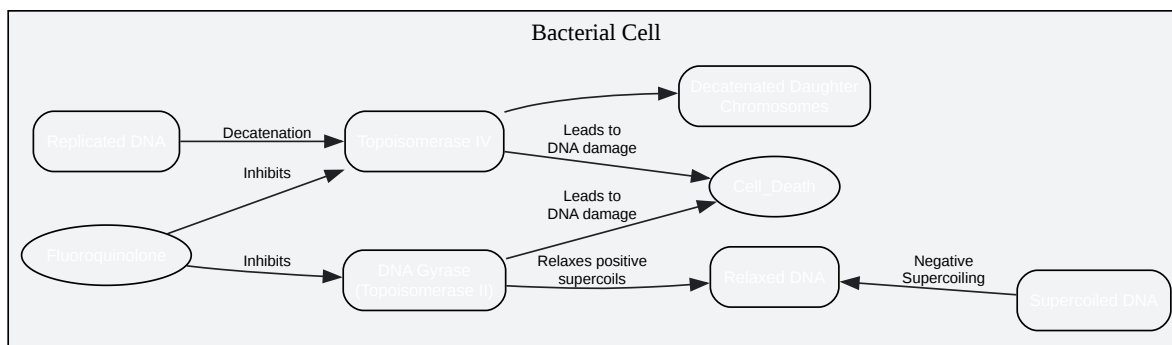 Bacterial Cell
Decatenated Daughter
Chromosomes
Replicated DNA
Decatenation
Topoisomerase IV
Leads to
DNA damage
Inhibits
Cell_Death
Leads to
DNA damage
Fluoroquinolone
Inhibits
DNA Gyrase
(Topoisomerase II)
Relaxes positive
supercoils
Relaxed DNA
Negative
Supercoiling
Supercoiled DNA